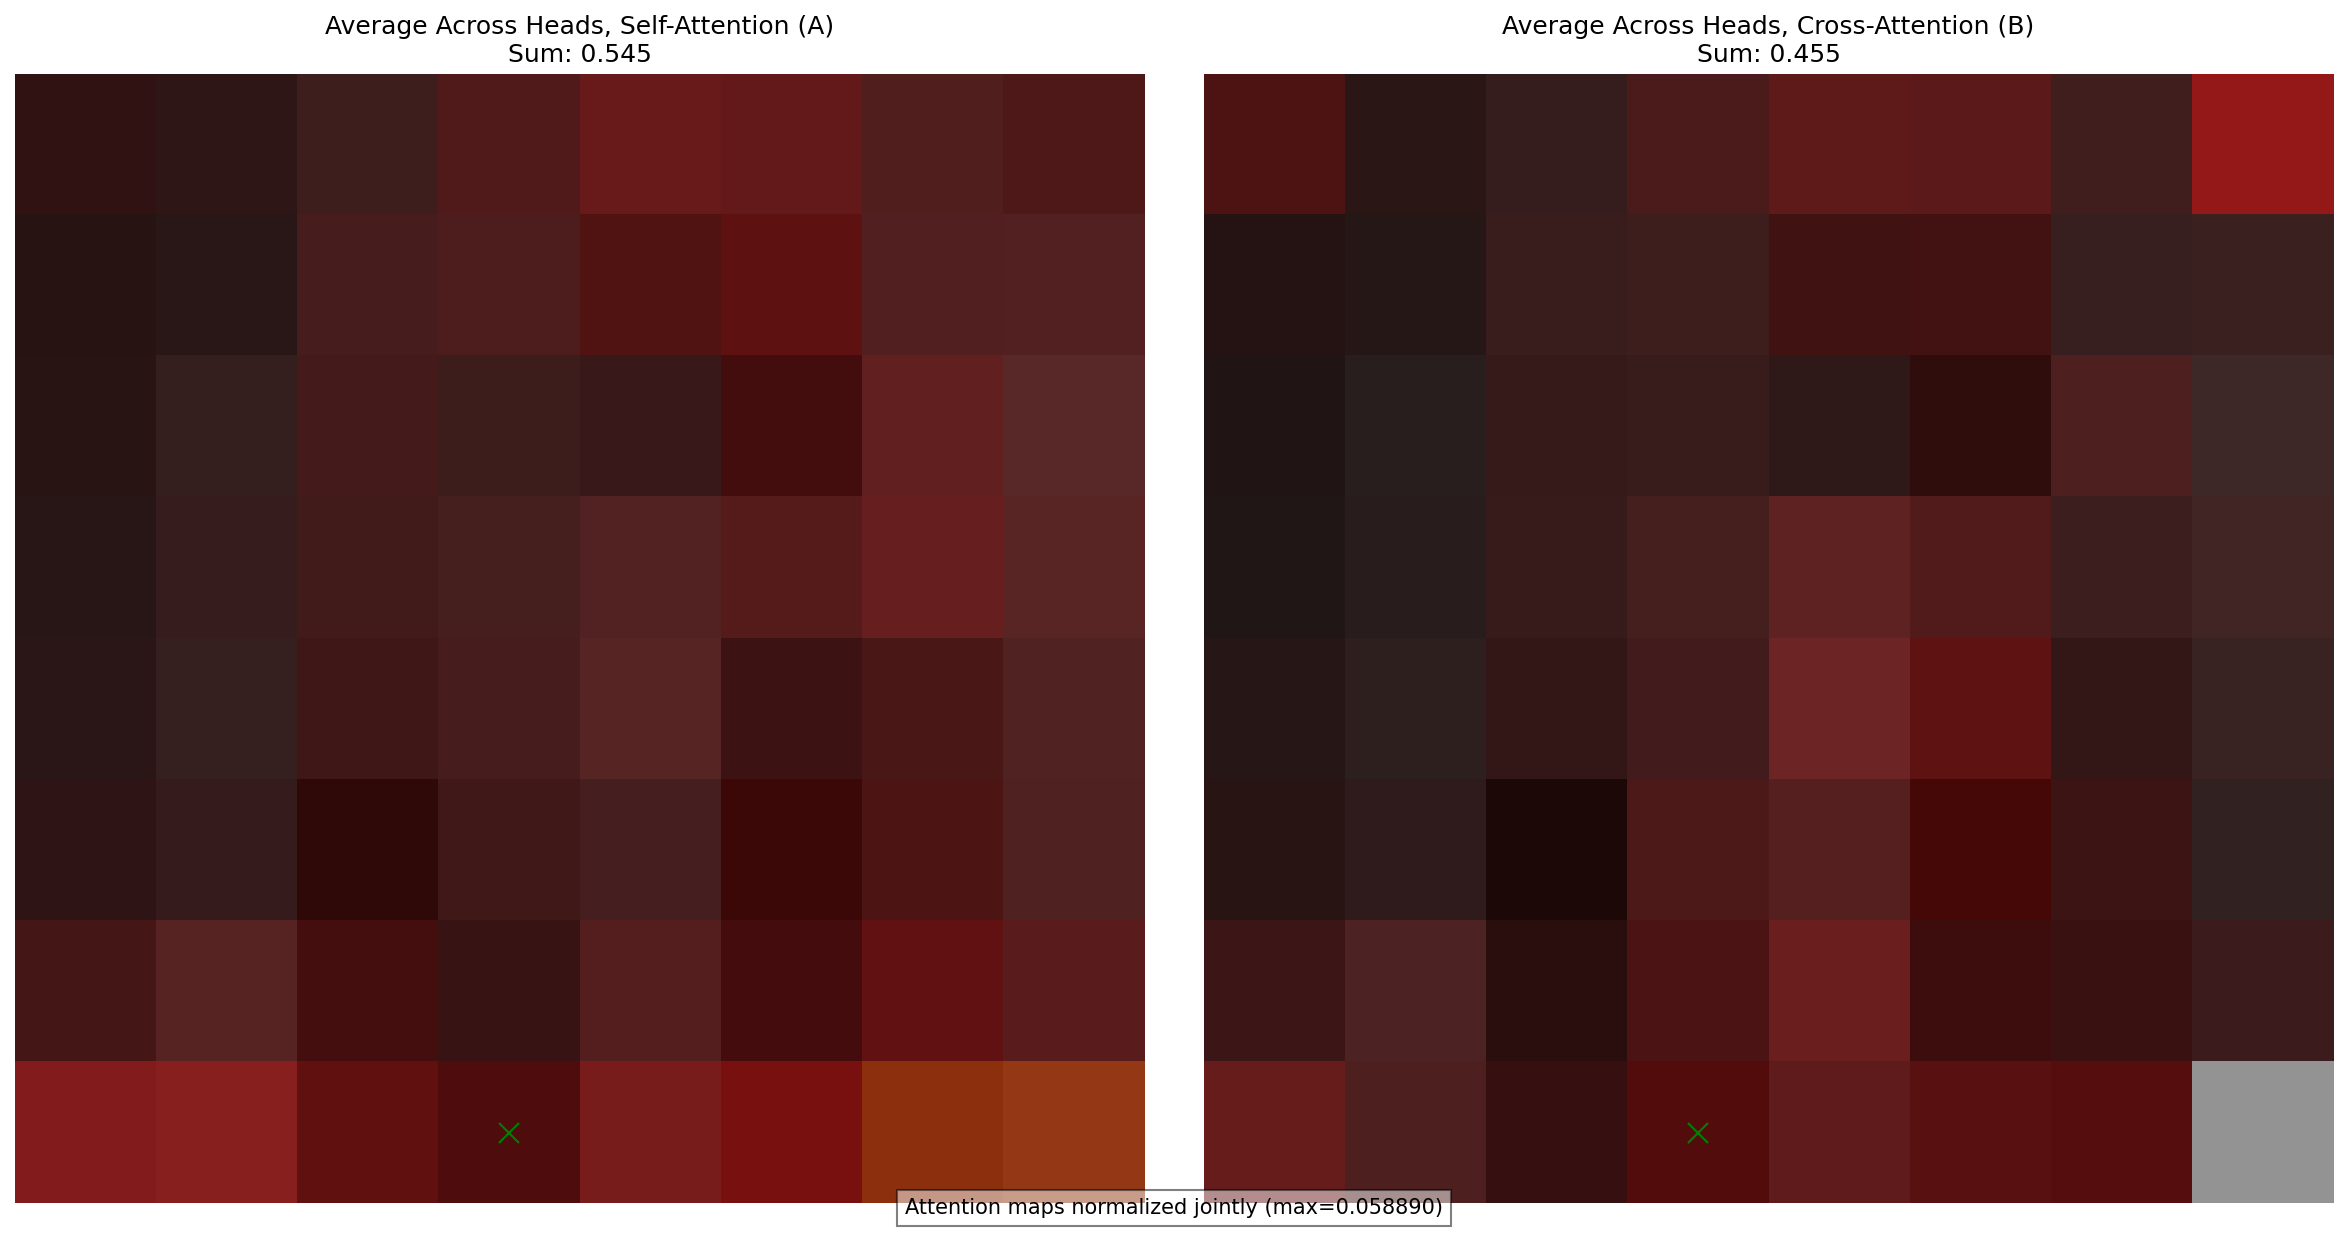 Average Across Heads, Self-Attention (A)
Sum: 0.545
Average Across Heads, Cross-Attention (B)
Sum: 0.455
Attention maps normalized jointly (max=0.058890)